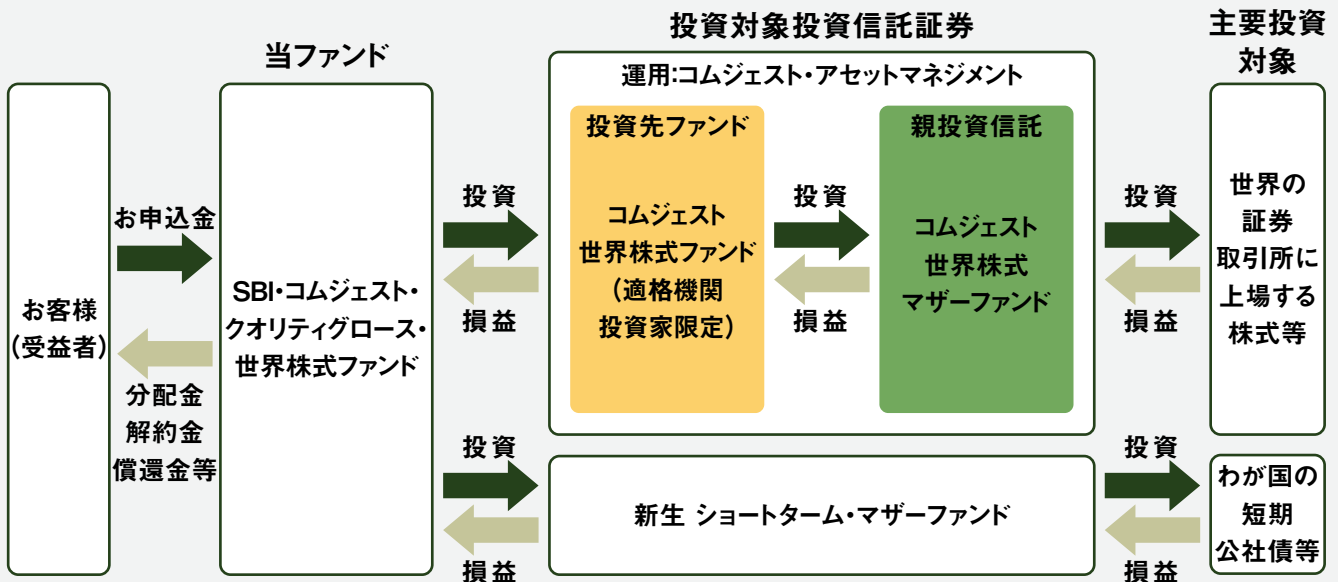 投資対象投資信託証券
主要投資
対象
当ファンド
運用:コムジェスト・アセットマネジメント
お客様
(受益者)
お申込金
分配金
解約金
償還金等
SBI・コムジェスト・
クオリティグロース・
世界株式ファンド
投資
損益
投資先ファンド
コムジェスト
世界株式ファンド
(適格機関
投資家限定)
投資
損益
親投資信託
コムジェスト
世界株式
マザーファンド
投資
損益
世界の
証券
取引所に
上場する
株式等
投資
損益
新生 ショートターム・マザーファンド
投資
損益
わが国の
短期
公社債等